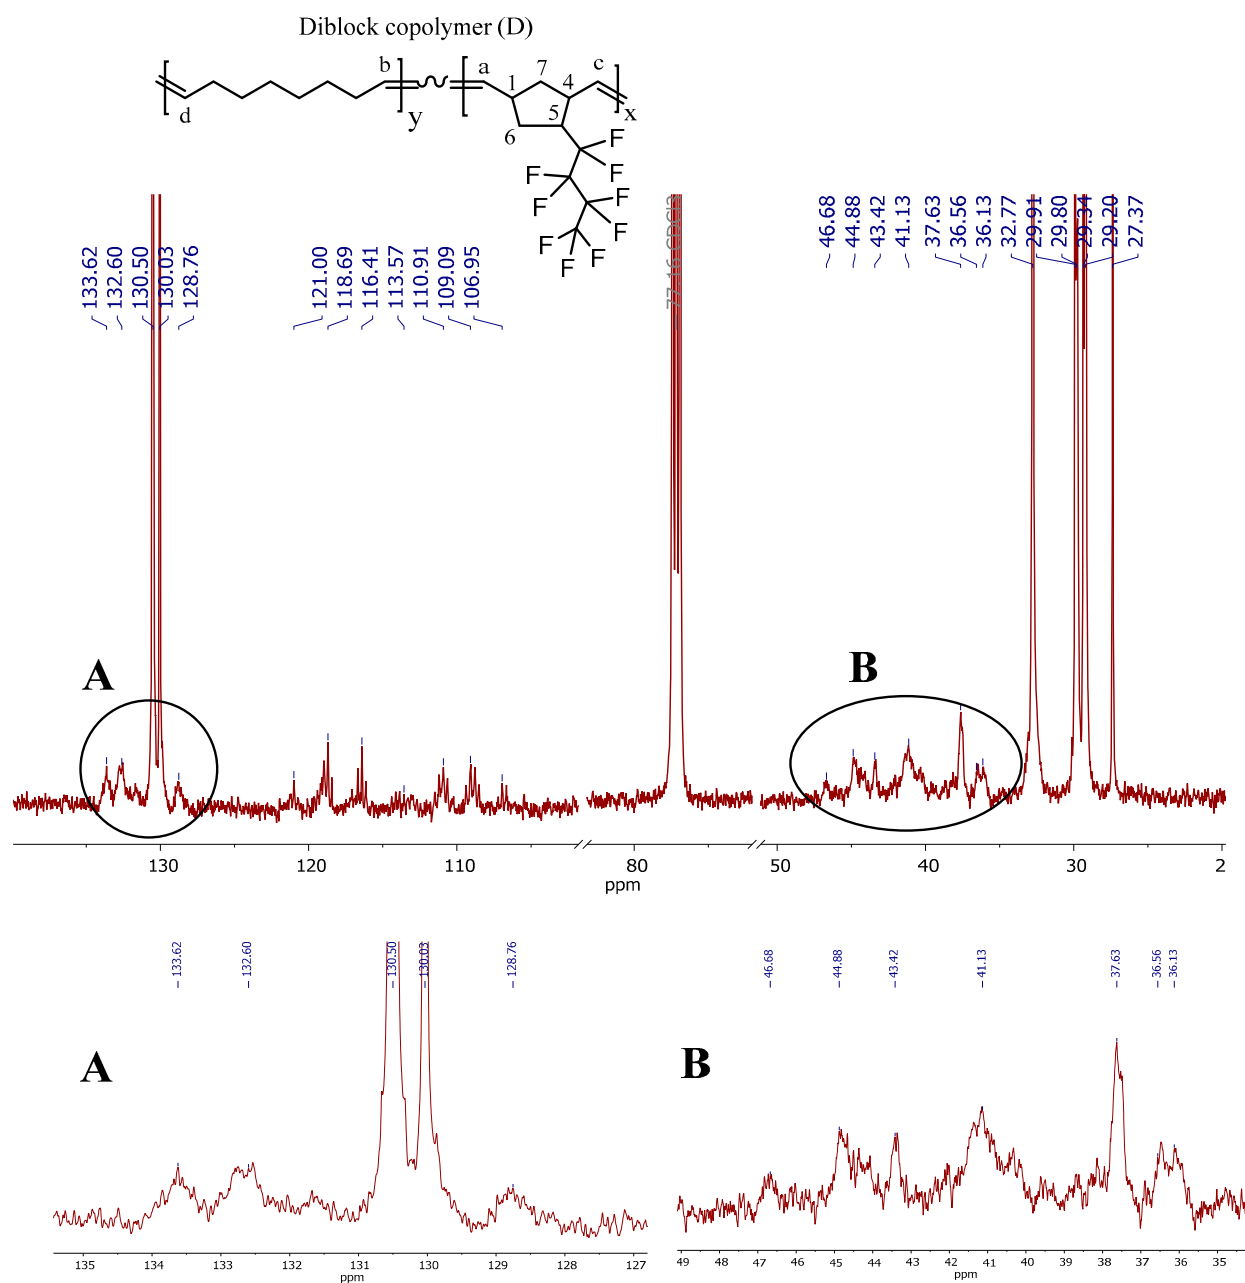 Diblock copolymer (D)
b a 7 4 c
1
d y 6 5 x
F
F F
F F
F F
F F
133.62 132.60 130.50 130.03 128.76 121.00 118.69 116.41 113.57 110.91 109.09 106.95 77.16 CDCl3 46.68 44.88 43.42 41.13 37.63 36.56 36.13 32.77 29.91 29.80 29.34 29.20 27.37
A B
130 120 110 80 50 40 30 2
ppm
133.62 132.60 130.50 130.03 128.76 46.68 44.88 43.42 41.13 37.63 36.56 36.13
A B
135 134 133 132 131 130 129 128 127 49 48 47 46 45 44 43 42 41 40 39 38 37 36 35
ppm ppm